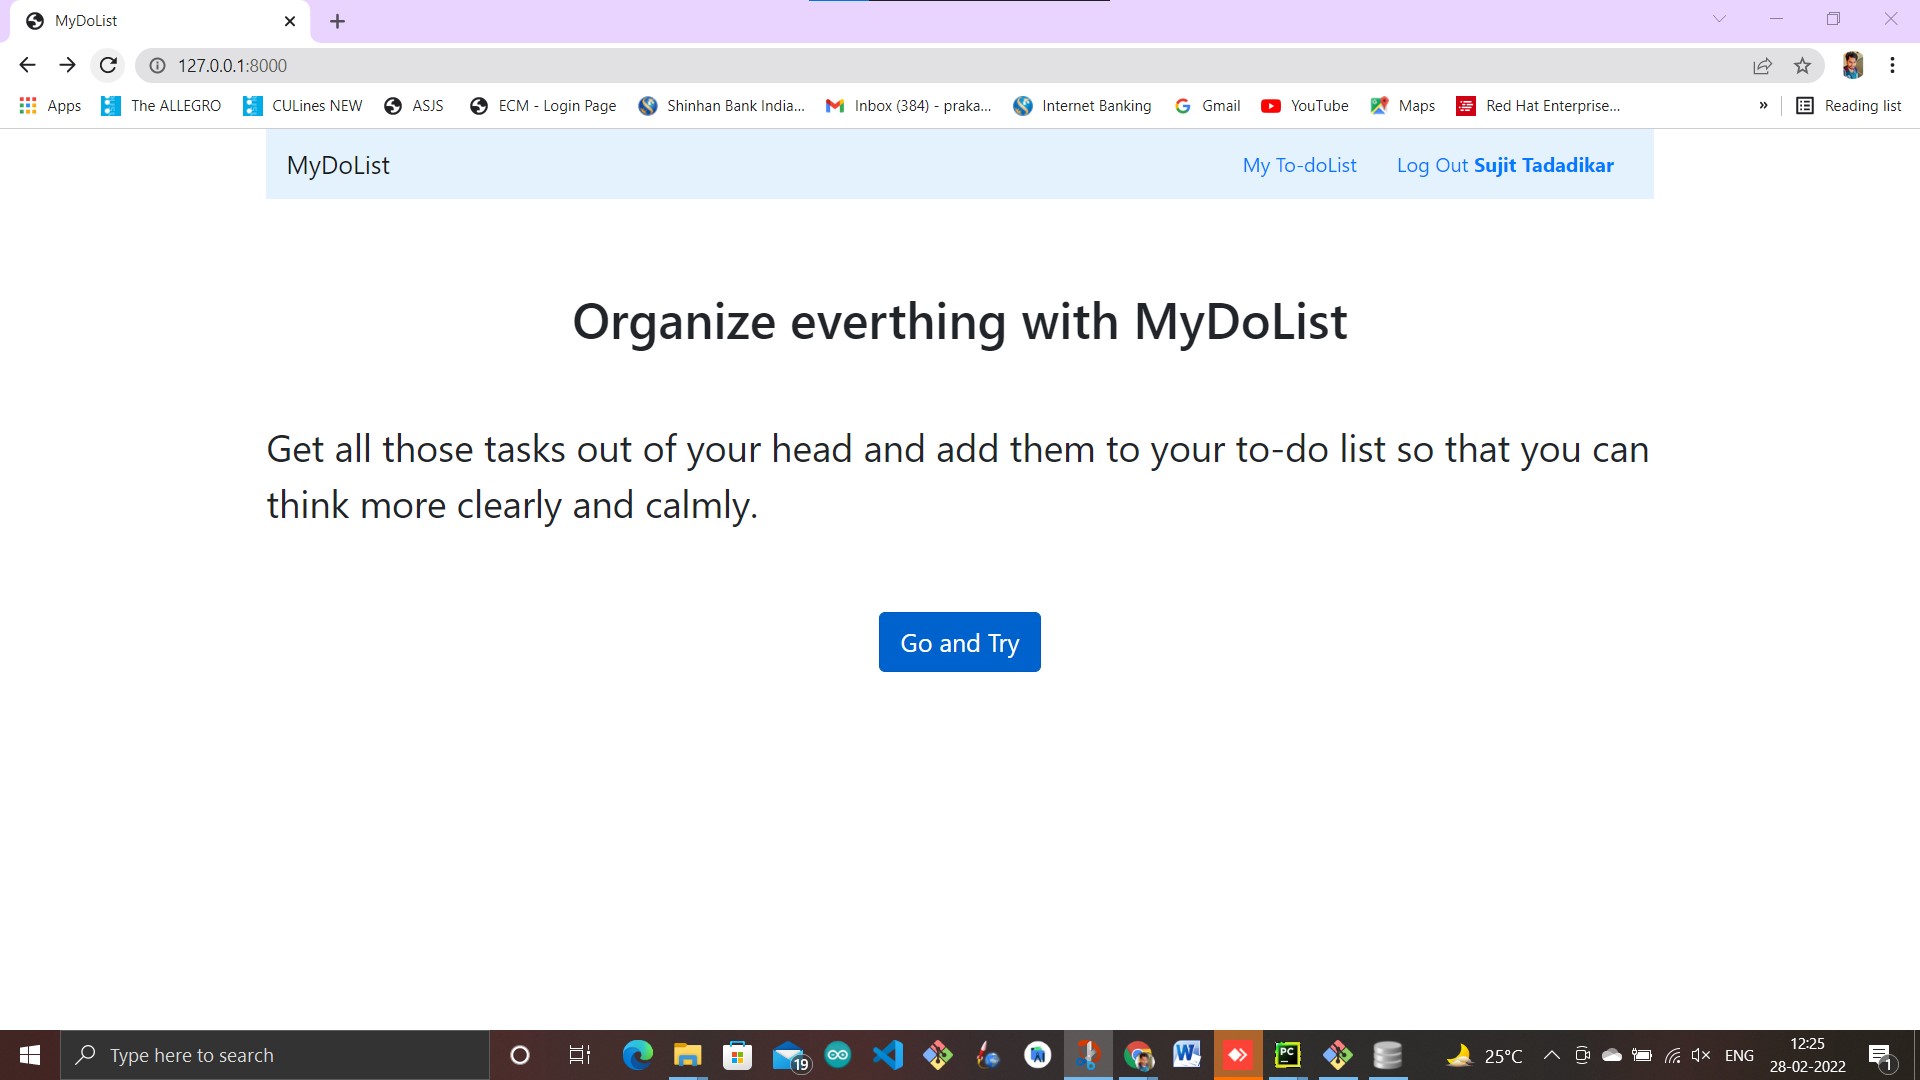 MyDoList
127.0.0.1:8000
Apps The ALLEGRO CULines NEW ASJS ECM - Login Page Shinhan Bank India... Inbox (384) - praka... Internet Banking Gmail YouTube Maps Red Hat Enterprise... » Reading list
MyDoList My To-doList Log Out Sujit Tadadikar
Organize everthing with MyDoList
Get all those tasks out of your head and add them to your to-do list so that you can
think more clearly and calmly.
Go and Try
Type here to search 19 PC 25°C ENG 12:25
28-02-2022 1